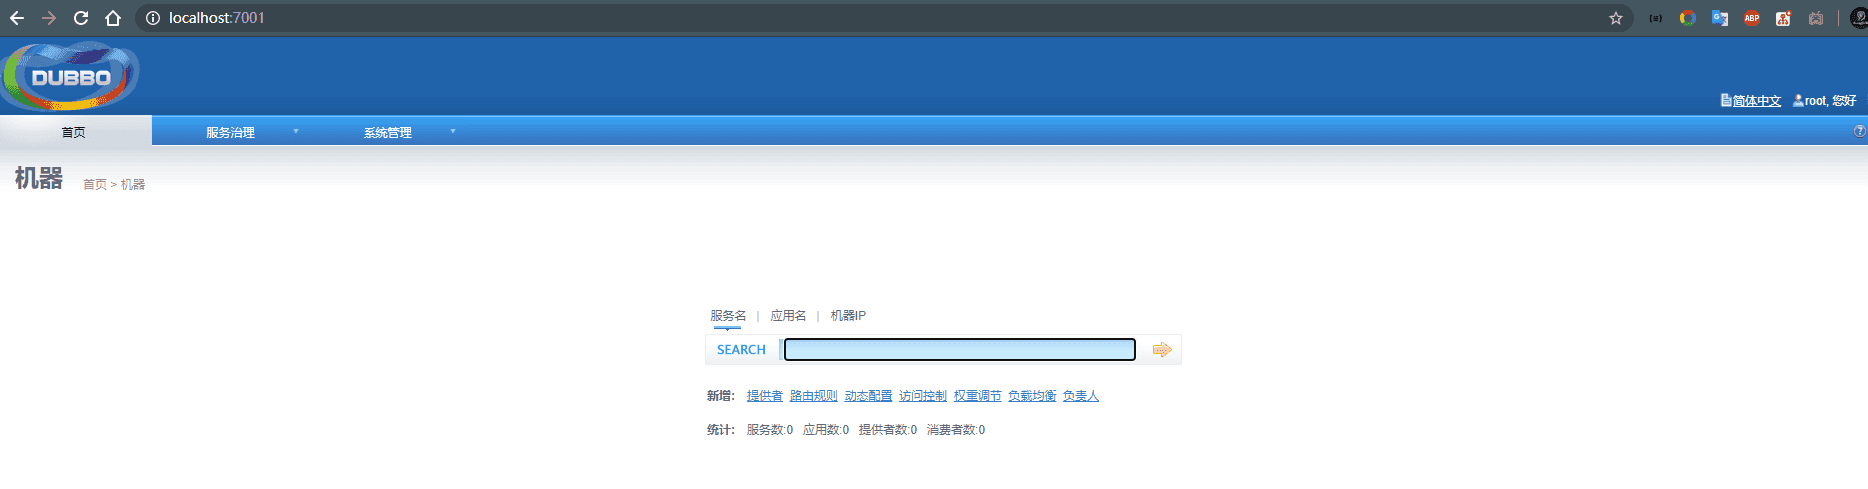 localhost:7001
ABP
DUBBO
简体中文 root, 您好
首页 服务治理 系统管理
机器 首页 > 机器
服务名 | 应用名 | 机器IP
SEARCH
新增: 提供者 路由规则 动态配置 访问控制 权重调节 负载均衡 负责人
统计: 服务数:0 应用数:0 提供者数:0 消费者数:0